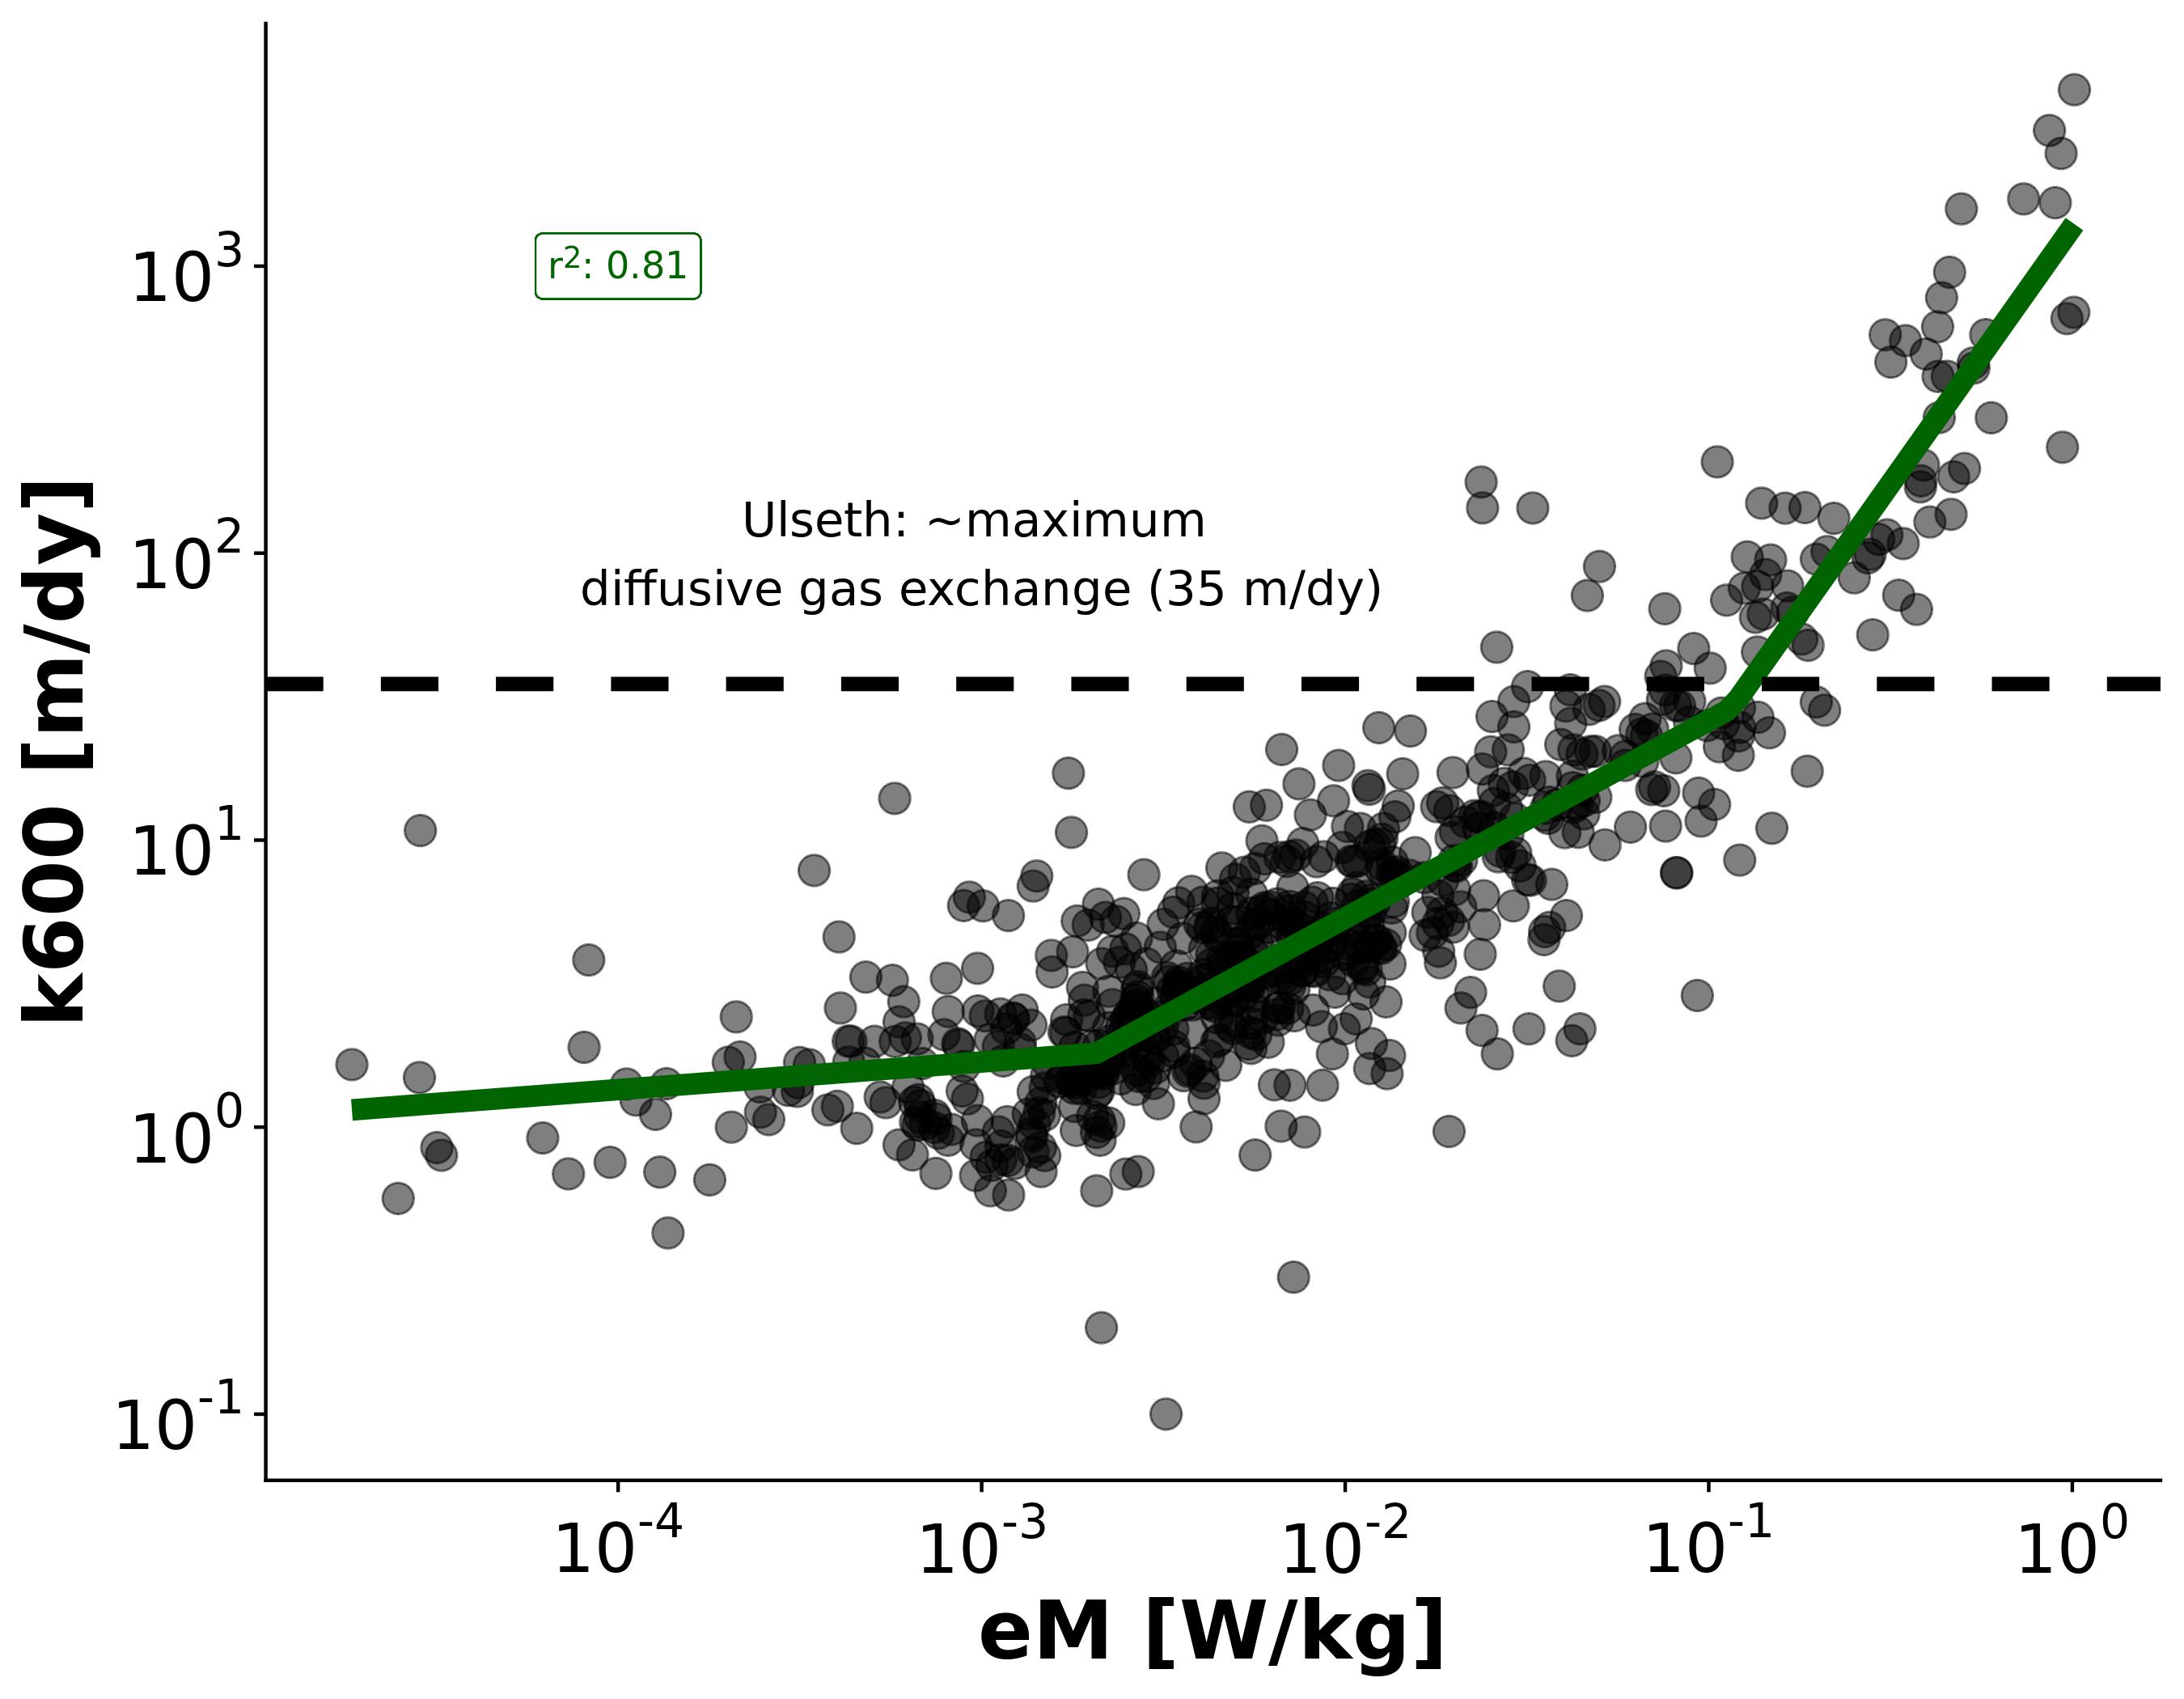 k600 [m/dy]
10³
10²
10¹
10⁰
10⁻¹
r²: 0.81
Ulseth: ~maximum
diffusive gas exchange (35 m/dy)
10⁻⁴ 10⁻³ 10⁻² 10⁻¹ 10⁰
eM [W/kg]